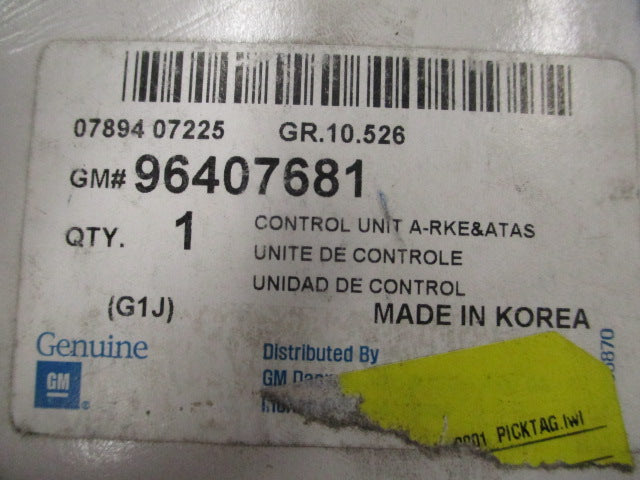 07894 07225 GR.10.526
GM# 96407681
QTY. 1
CONTROL UNIT A-RKE&ATAS
UNITE DE CONTROLE
UNIDAD DE CONTROL
(G1J)
MADE IN KOREA
Genuine
GM
Distributed By
GM
PICKTAG.lwl